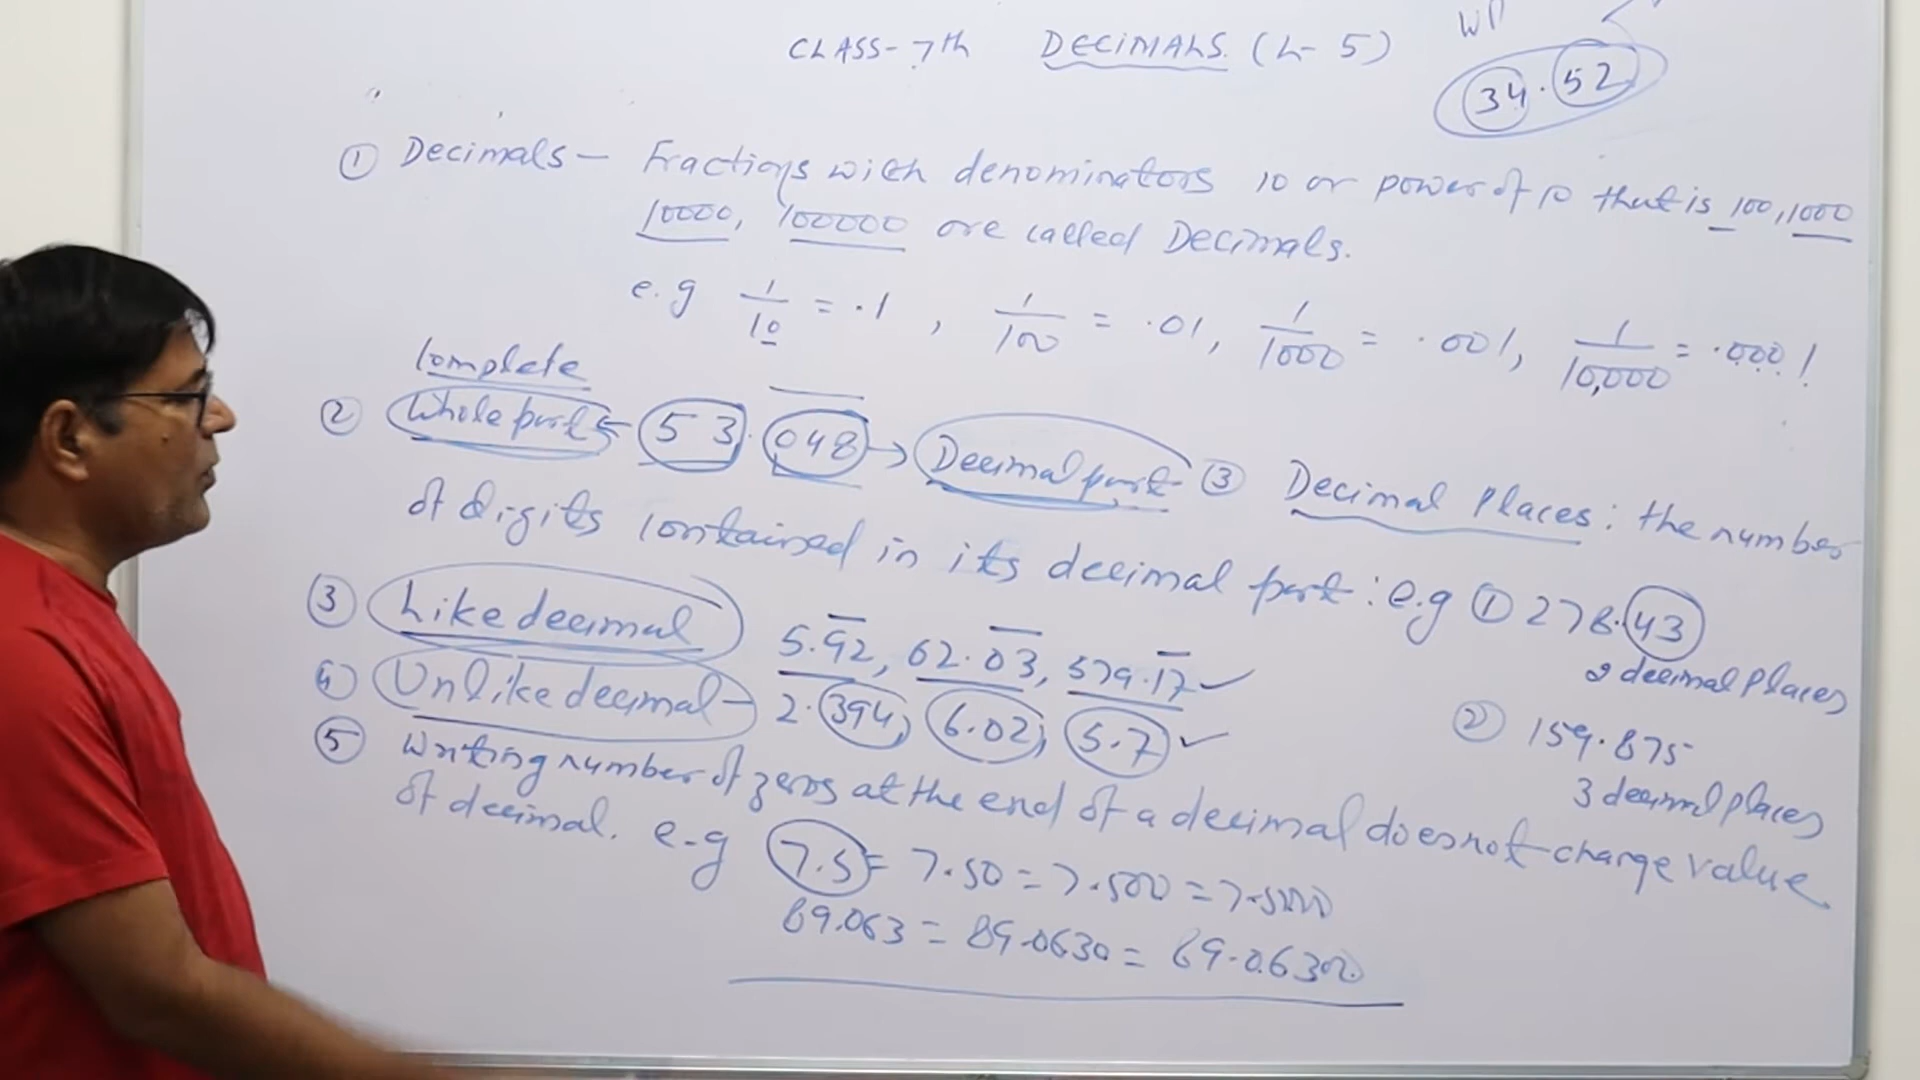 CLASS- 7th DECIMALS. (L- 5)
WP
34.52
① Decimals - Fractions with denominators 10 or power of 10 that is 100, 1000
10000, 100000 are called Decimals.
e.g 1/10 = .1 , 1/100 = .01, 1/1000 = .001, 1/10,000 = .0001
Complete
② Whole part ← 53.048 → Decimal part ③ Decimal Places: the number
of digits contained in its decimal part: e.g ① 278.43
2 decimal places
③ Like decimal 5.92, 62.03, 579.17 ✓
④ Unlike decimal - 2.394, 6.02, 5.7 ✓
② 159.875
3 decimal places
⑤ Writing number of zeros at the end of a decimal does not change value
of decimal. e-g 7.5 = 7.50 = 7.500 = 7.5000
89.063 = 89.0630 = 89.06300